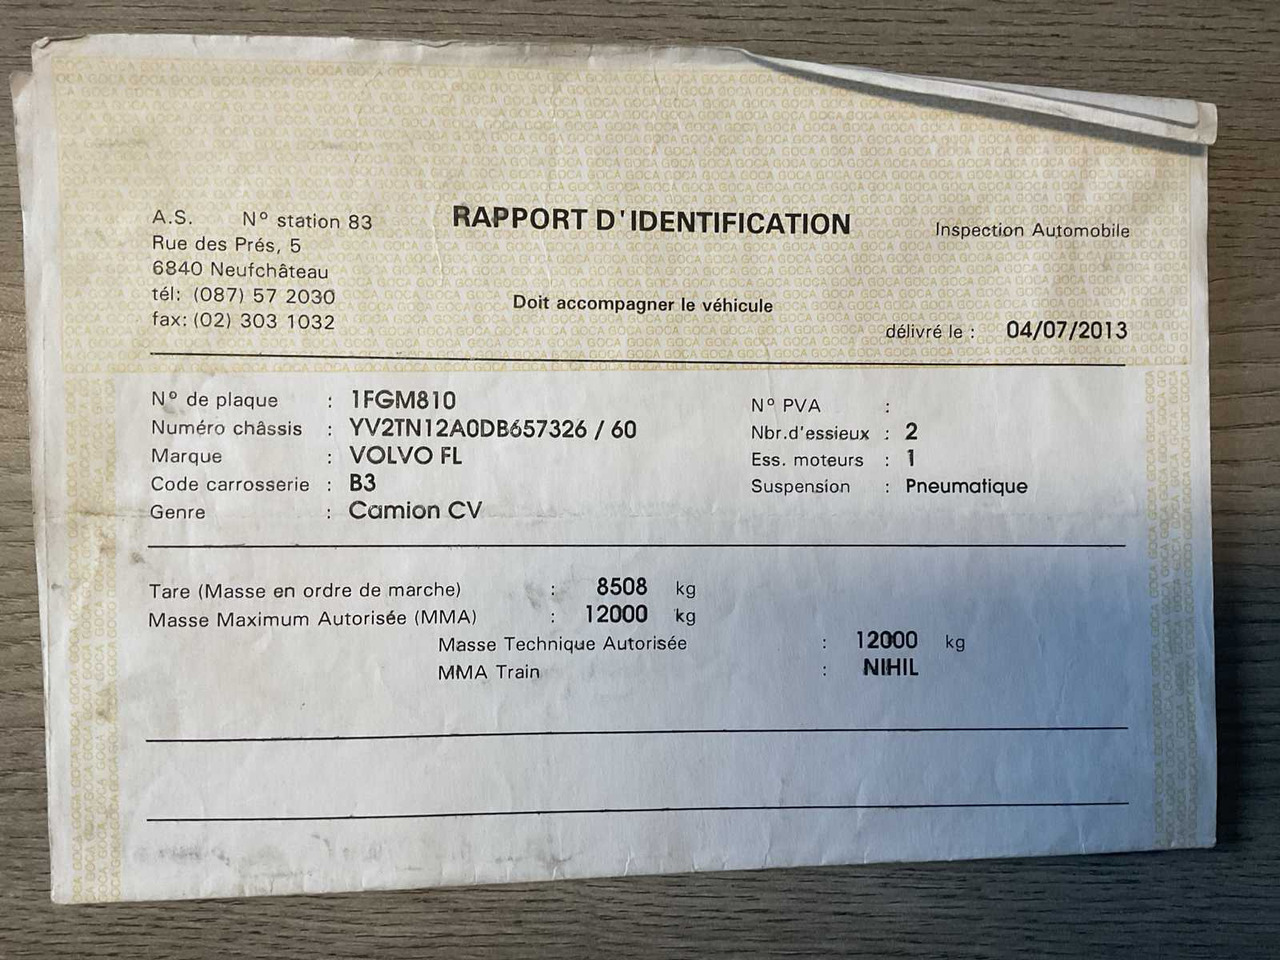 A.S. N° station 83
Rue des Prés, 5
6840 Neufchâteau
tél: (087) 57 2030
fax: (02) 303 1032
RAPPORT D'IDENTIFICATION
Doit accompagner le véhicule
Inspection Automobile
délivré le : 04/07/2013
N° de plaque : 1FGM810
Numéro châssis : YV2TN12A0DB657326 / 60
Marque : VOLVO FL
Code carrosserie : B3
Genre : Camion CV
N° PVA :
Nbr.d'essieux : 2
Ess. moteurs : 1
Suspension : Pneumatique
Tare (Masse en ordre de marche) : 8508 kg
Masse Maximum Autorisée (MMA) : 12000 kg
Masse Technique Autorisée : 12000 kg
MMA Train : NIHIL